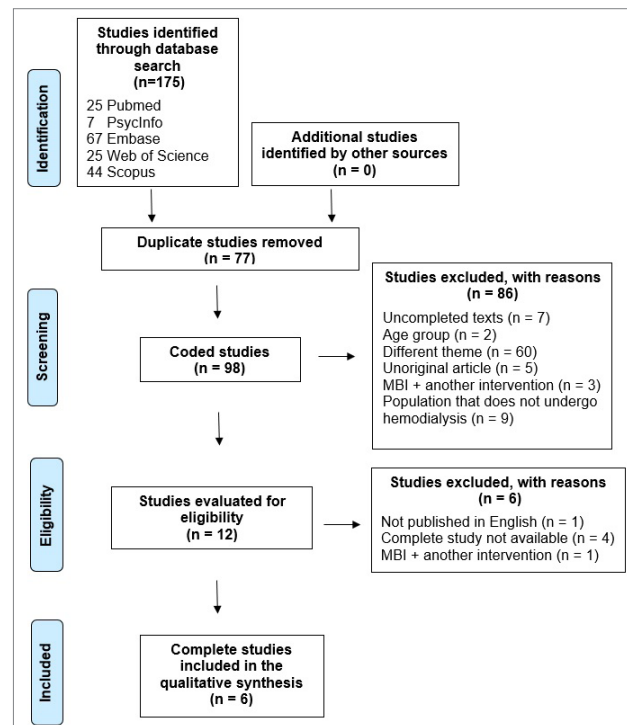 Identification
Studies identified
through database
search
(n=175)
25 Pubmed
7 PsycInfo
67 Embase
25 Web of Science
44 Scopus
Additional studies
identified by other sources
(n = 0)
Duplicate studies removed
(n = 77)
Screening
Coded studies
(n = 98)
Studies excluded, with reasons
(n = 86)
Uncompleted texts (n = 7)
Age group (n = 2)
Different theme (n = 60)
Unoriginal article (n = 5)
MBI + another intervention (n = 3)
Population that does not undergo
hemodialysis (n = 9)
Eligibility
Studies evaluated for
eligibility
(n = 12)
Studies excluded, with reasons
(n = 6)
Not published in English (n = 1)
Complete study not available (n = 4)
MBI + another intervention (n = 1)
Included
Complete studies
included in the
qualitative synthesis
(n = 6)